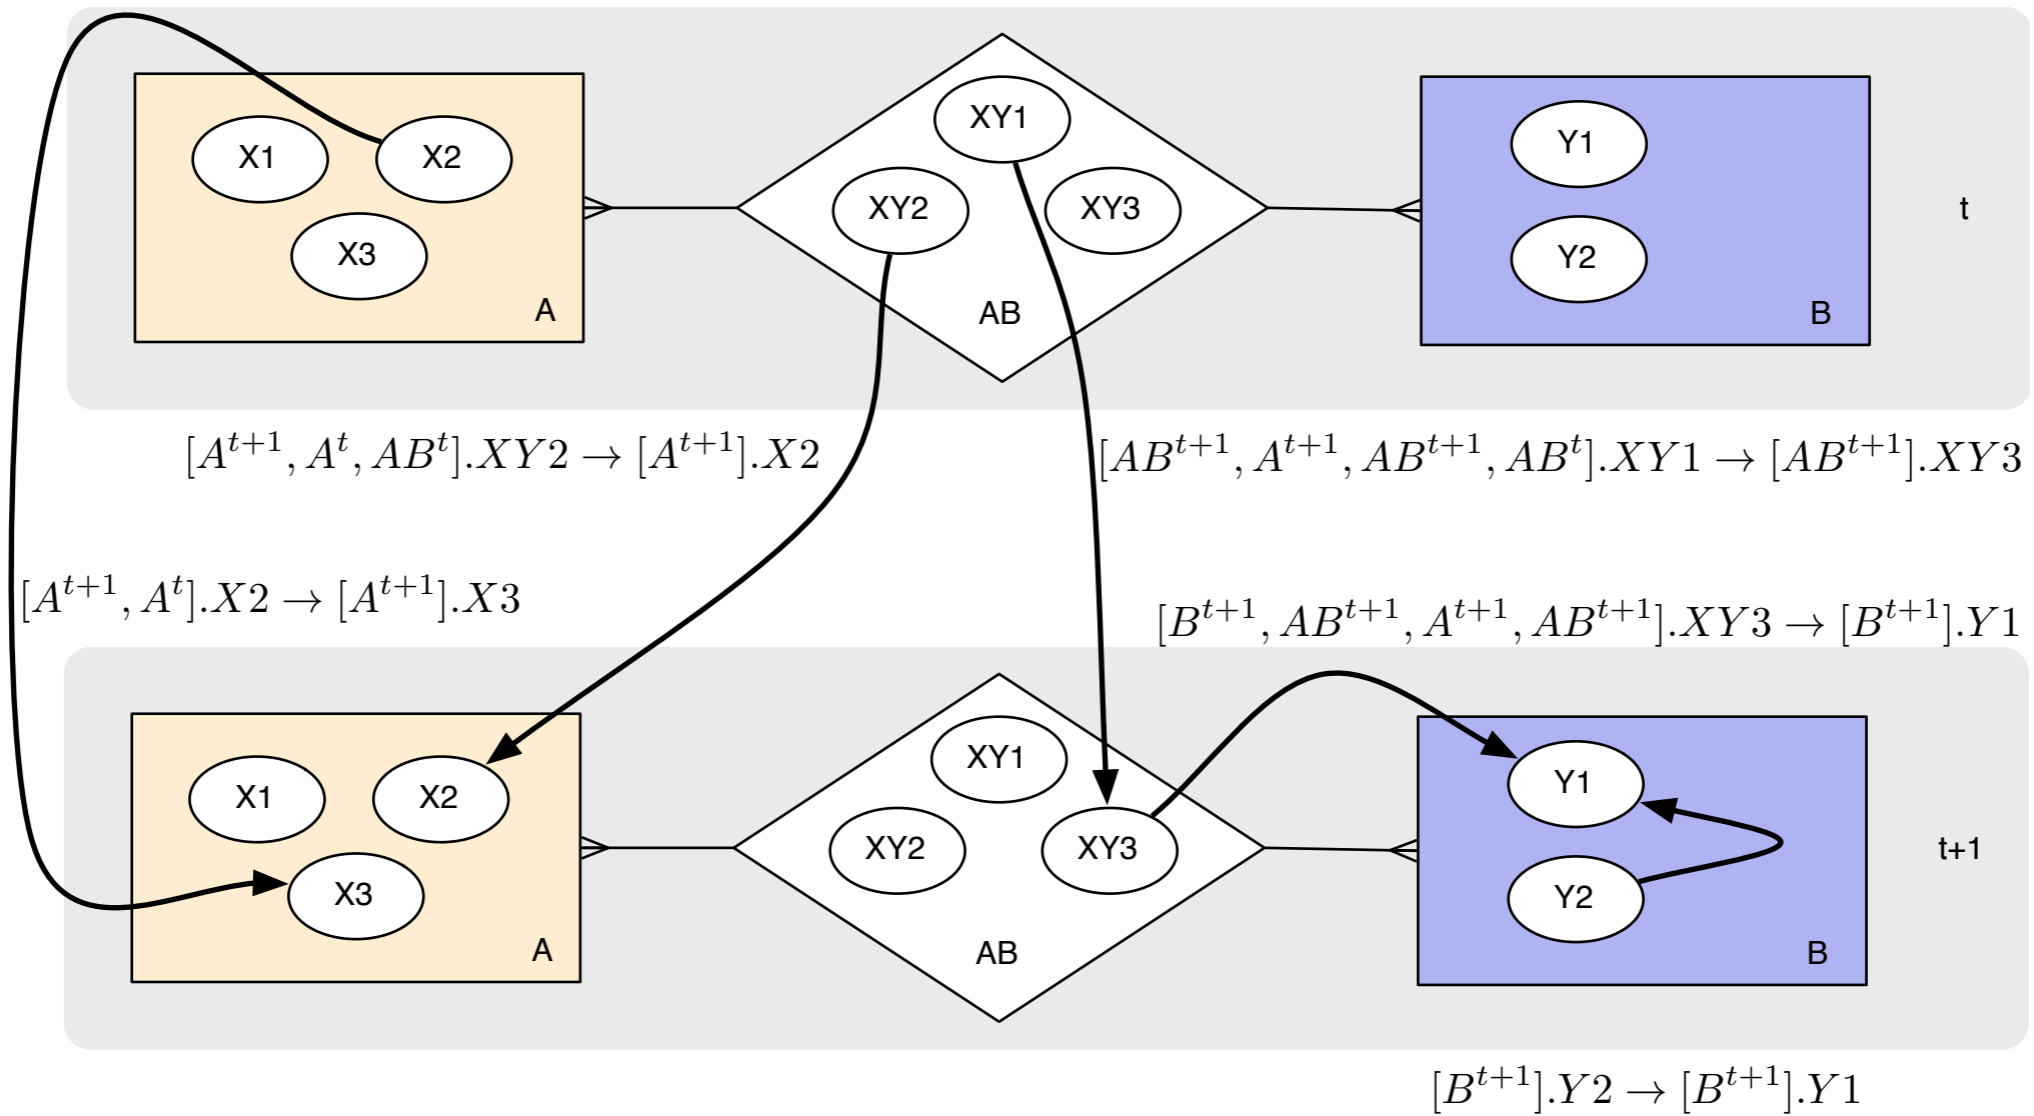 XY1
X1 X2 Y1
XY2 XY3 t
X3 Y2
A AB B
[A^{t+1}, A^t, AB^t].XY2 → [A^{t+1}].X2
[AB^{t+1}, A^{t+1}, AB^{t+1}, AB^t].XY1 → [AB^{t+1}].XY3
[A^{t+1}, A^t].X2 → [A^{t+1}].X3
[B^{t+1}, AB^{t+1}, A^{t+1}, AB^{t+1}].XY3 → [B^{t+1}].Y1
XY1
X1 X2 Y1
XY2 XY3 t+1
X3 Y2
A AB B
[B^{t+1}].Y2 → [B^{t+1}].Y1